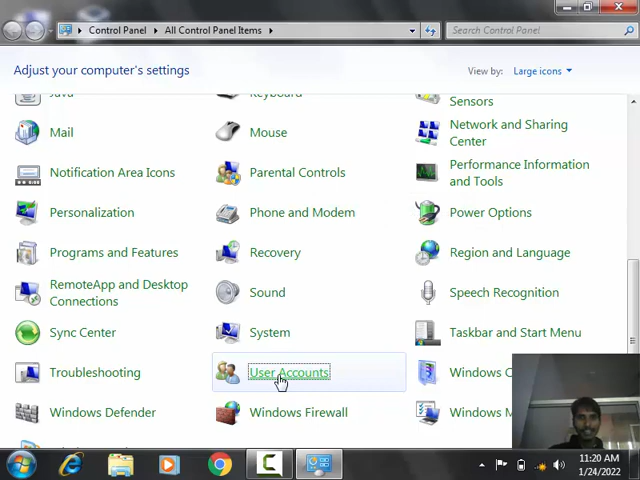 Control Panel All Control Panel Items
Search Control Panel
Adjust your computer's settings
View by: Large icons
Java
Keyboard
Sensors
Mail
Mouse
Network and Sharing
Center
Notification Area Icons
Parental Controls
Performance Information
and Tools
Personalization
Phone and Modem
Power Options
Programs and Features
Recovery
Region and Language
RemoteApp and Desktop
Connections
Sound
Speech Recognition
Sync Center
System
Taskbar and Start Menu
Troubleshooting
User Accounts
Windows
Windows Defender
Windows Firewall
Windows
11:20 AM
1/24/2022